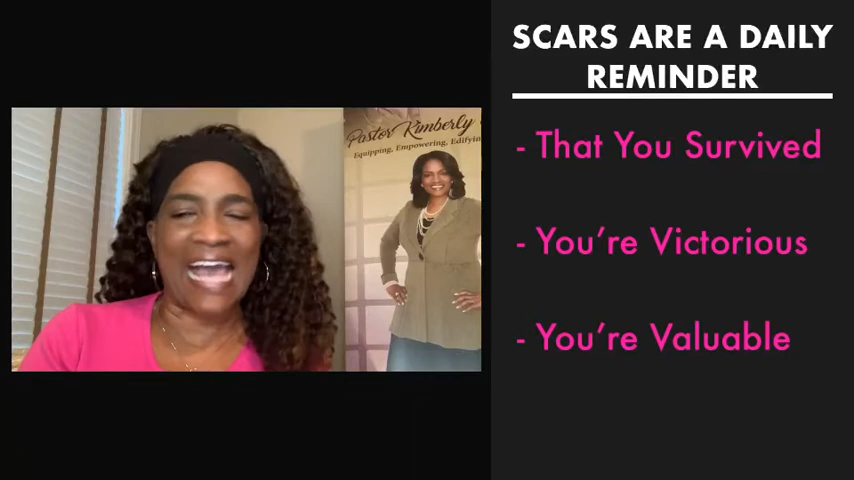 Pastor Kimberly
Equipping, Empowering, Edifying
SCARS ARE A DAILY
REMINDER
- That You Survived
- You're Victorious
- You're Valuable